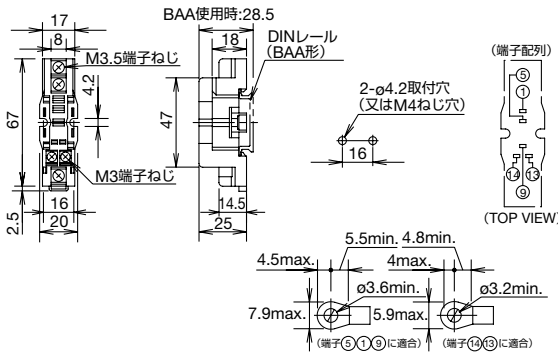 BAA使用時:28.5
17
8
M3.5端子ねじ
4.2
67
M3端子ねじ
2.5
16
20
18
DINレール
(BAA形)
47
14.5
25
2-ø4.2取付穴
(又はM4ねじ穴)
16
(端子配列)
⑤
①
⑭
⑬
⑨
(TOP VIEW)
5.5min.
4.5max.
ø3.6min.
7.9max.
(端子⑤①⑨に適合)
4.8min.
4max.
ø3.2min.
5.9max.
(端子⑭⑬に適合)